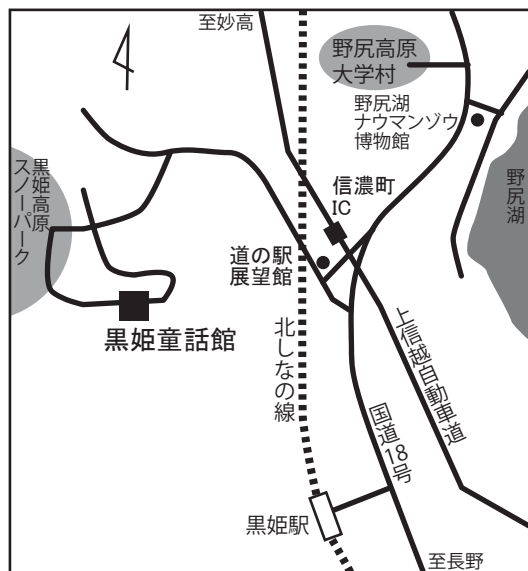 至妙高
野尻高原
大学村
野尻湖
ナウマンゾウ
博物館
黒姫高原
スノーパーク
信濃町
IC
野尻湖
道の駅
展望館
黒姫童話館
北しなの線
上信越自動車道
国道18号
黒姫駅
至長野